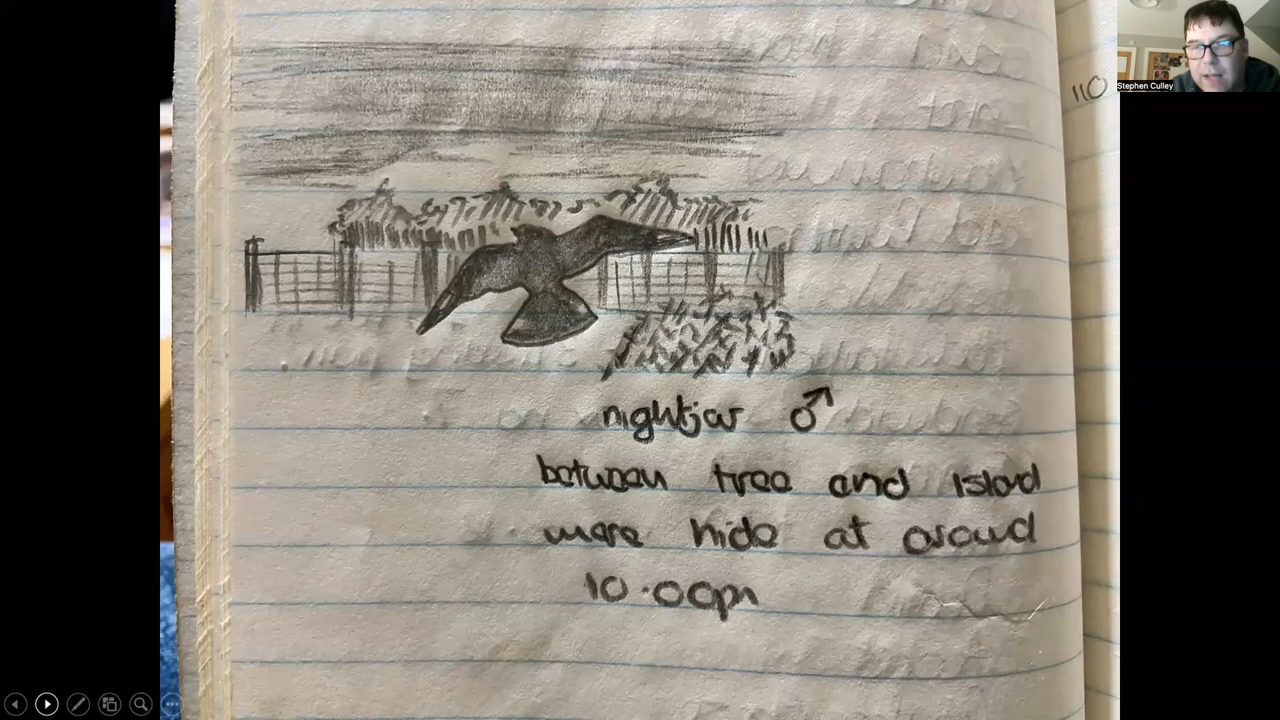 Stephen Culley
110
nightjar ♂
between tree and Island
mere hide at around
10.00pm